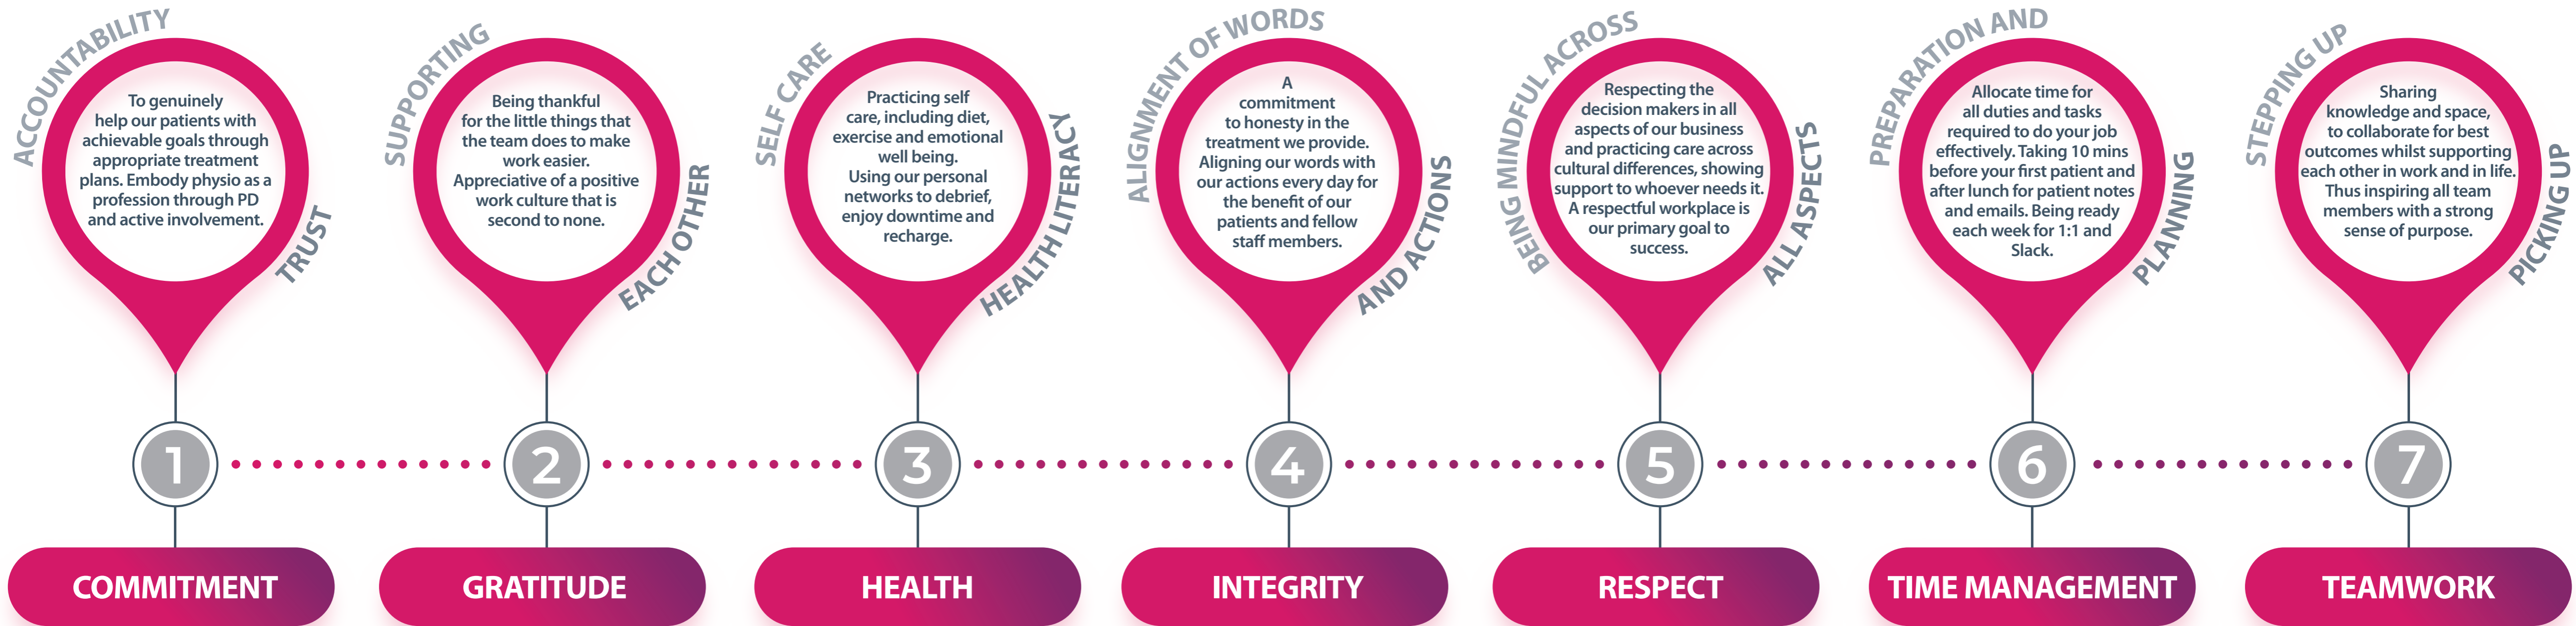 ACCOUNTABILITY
TRUST
To genuinely
help our patients with
achievable goals through
appropriate treatment
plans. Embody physio as a
profession through PD
and active involvement.
1
COMMITMENT
SUPPORTING
EACH OTHER
Being thankful
for the little things that
the team does to make
work easier.
Appreciative of a positive
work culture that is
second to none.
2
GRATITUDE
SELF CARE
HEALTH LITERACY
Practicing self
care, including diet,
exercise and emotional
well being.
Using our personal
networks to debrief,
enjoy downtime and
recharge.
3
HEALTH
ALIGNMENT OF WORDS
AND ACTIONS
A
commitment
to honesty in the
treatment we provide.
Aligning our words with
our actions every day for
the benefit of our
patients and fellow
staff members.
4
INTEGRITY
BEING MINDFUL ACROSS
ALL ASPECTS
Respecting the
decision makers in all
aspects of our business
and practicing care across
cultural differences, showing
support to whoever needs it.
A respectful workplace is
our primary goal to
success.
5
RESPECT
PREPARATION AND
PLANNING
Allocate time for
all duties and tasks
required to do your job
effectively. Taking 10 mins
before your first patient and
after lunch for patient notes
and emails. Being ready
each week for 1:1 and
Slack.
6
TIME MANAGEMENT
STEPPING UP
PICKING UP
Sharing
knowledge and space,
to collaborate for best
outcomes whilst supporting
each other in work and in life.
Thus inspiring all team
members with a strong
sense of purpose.
7
TEAMWORK